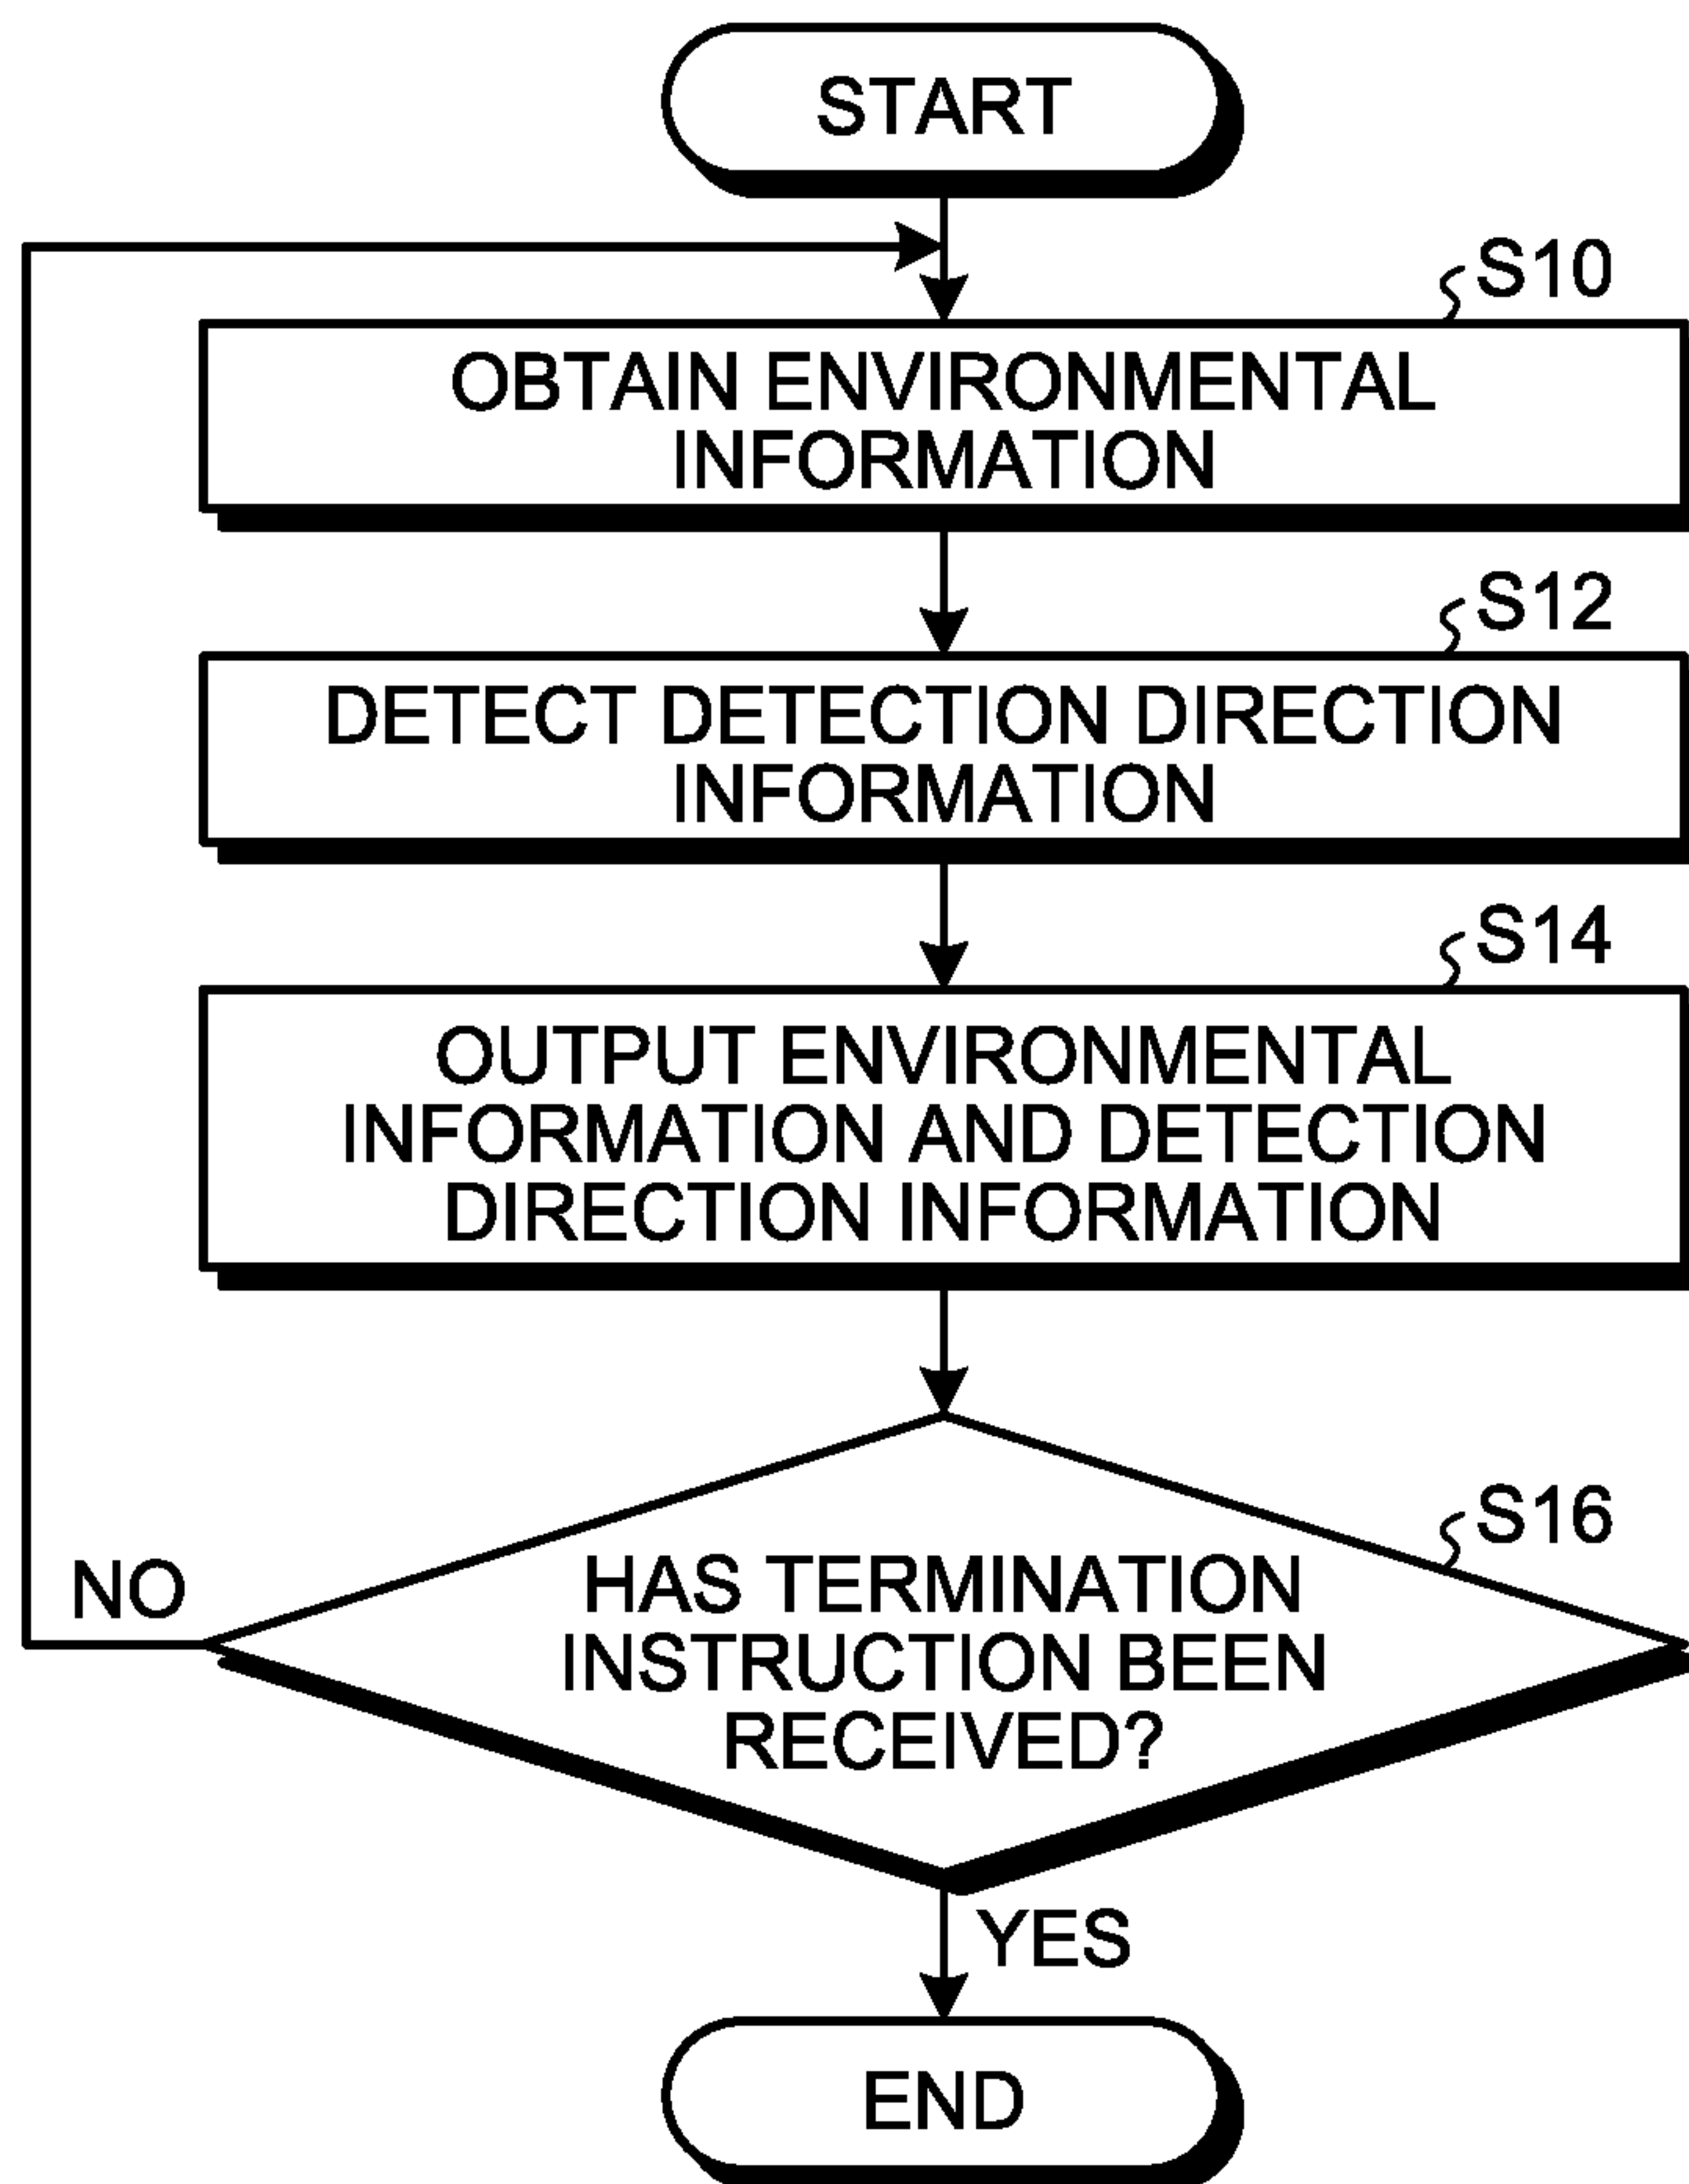 START
S10
OBTAIN ENVIRONMENTAL
INFORMATION
S12
DETECT DETECTION DIRECTION
INFORMATION
S14
OUTPUT ENVIRONMENTAL
INFORMATION AND DETECTION
DIRECTION INFORMATION
S16
HAS TERMINATION
INSTRUCTION BEEN
RECEIVED?
NO
YES
END